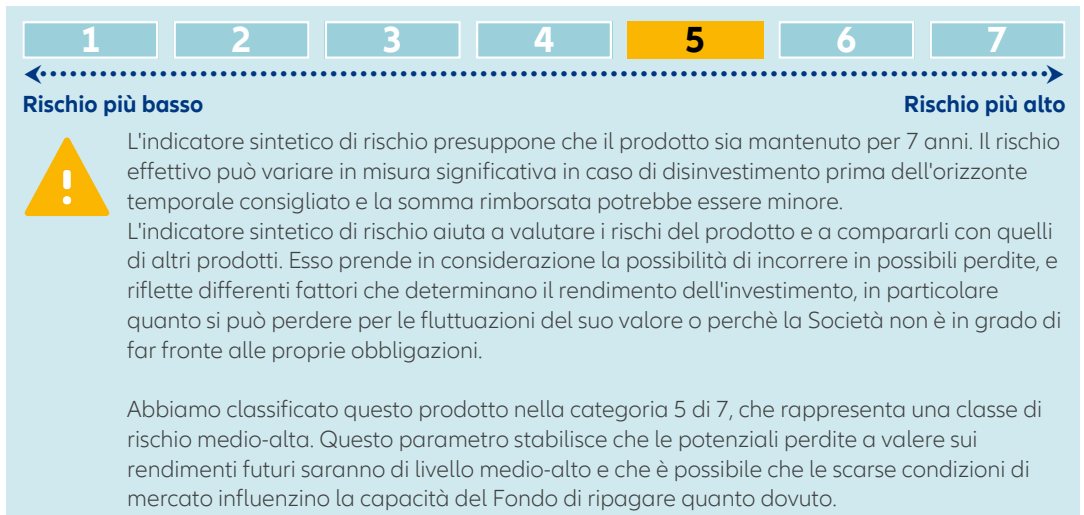 1 2 3 4 5 6 7
Rischio più basso Rischio più alto
L'indicatore sintetico di rischio presuppone che il prodotto sia mantenuto per 7 anni. Il rischio
effettivo può variare in misura significativa in caso di disinvestimento prima dell'orizzonte
temporale consigliato e la somma rimborsata potrebbe essere minore.
L'indicatore sintetico di rischio aiuta a valutare i rischi del prodotto e a compararli con quelli
di altri prodotti. Esso prende in considerazione la possibilità di incorrere in possibili perdite, e
riflette differenti fattori che determinano il rendimento dell'investimento, in particolare
quanto si può perdere per le fluttuazioni del suo valore o perchè la Società non è in grado di
far fronte alle proprie obbligazioni.
Abbiamo classificato questo prodotto nella categoria 5 di 7, che rappresenta una classe di
rischio medio-alta. Questo parametro stabilisce che le potenziali perdite a valere sui
rendimenti futuri saranno di livello medio-alto e che è possibile che le scarse condizioni di
mercato influenzino la capacità del Fondo di ripagare quanto dovuto.